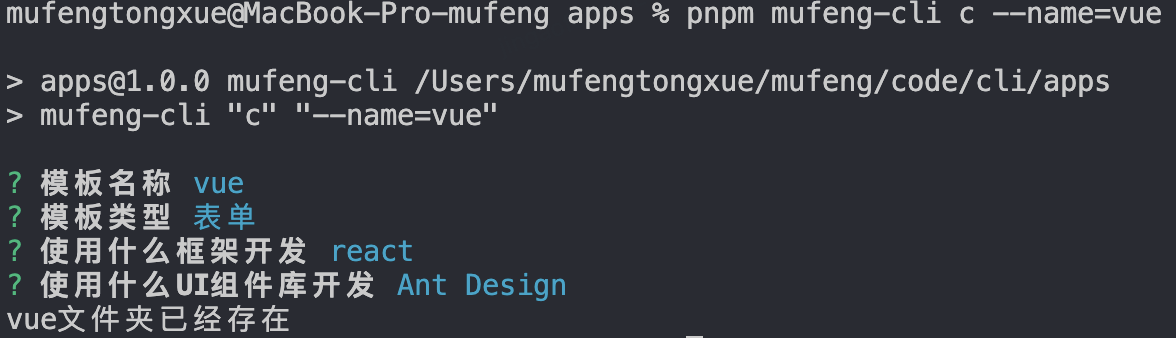 mufengtongxue@MacBook-Pro-mufeng apps % pnpm mufeng-cli c --name=vue
> apps@1.0.0 mufeng-cli /Users/mufengtongxue/mufeng/code/cli/apps
> mufeng-cli "c" "--name=vue"
? 模板名称 vue
? 模板类型 表单
? 使用什么框架开发 react
? 使用什么UI组件库开发 Ant Design
vue文件夹已经存在